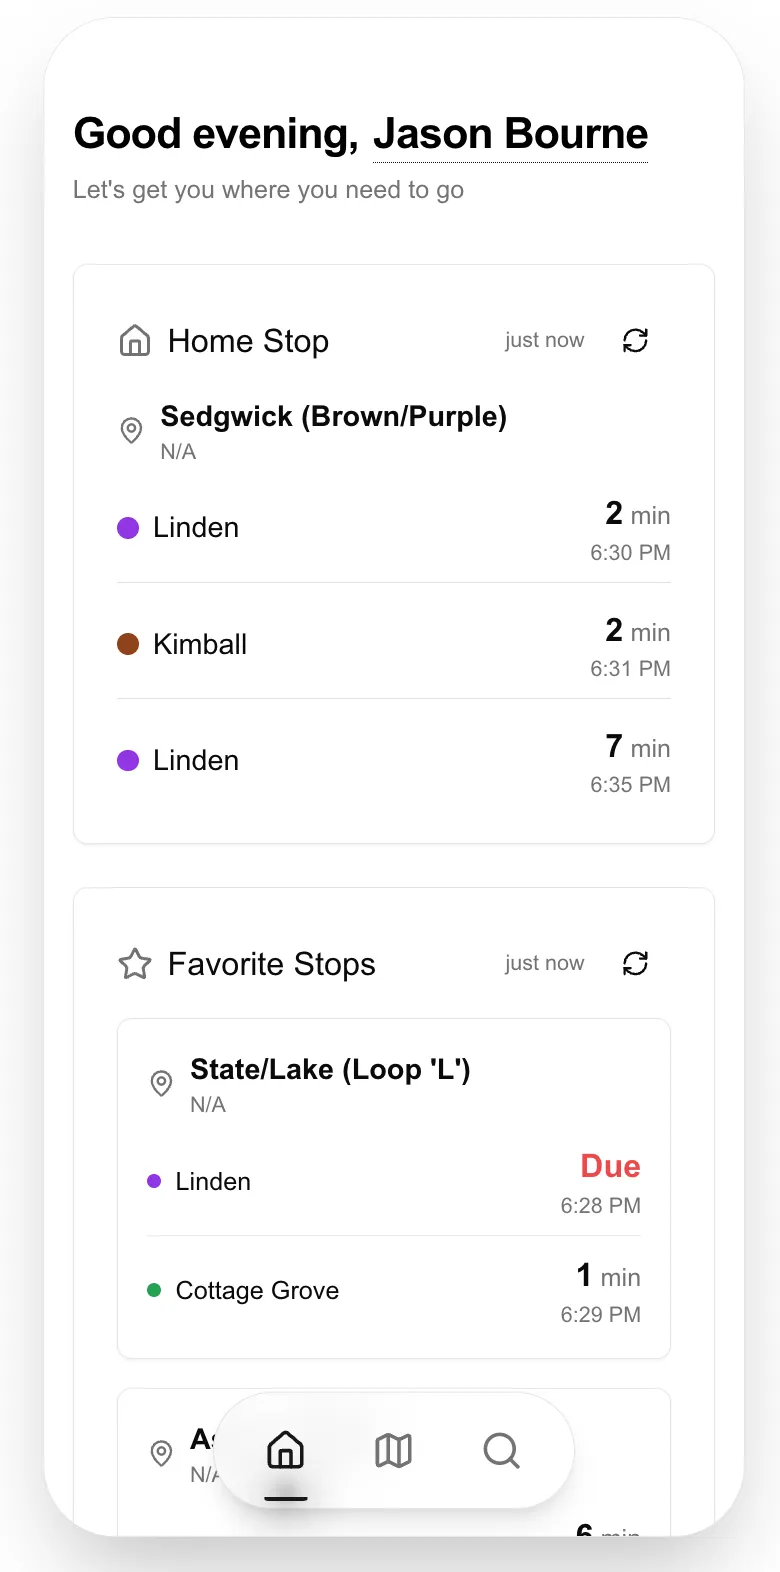 Good evening, Jason Bourne
Let's get you where you need to go
Home Stop just now
Sedgwick (Brown/Purple)
N/A
Linden 2 min
6:30 PM
Kimball 2 min
6:31 PM
Linden 7 min
6:35 PM
Favorite Stops just now
State/Lake (Loop 'L')
N/A
Linden Due
6:28 PM
Cottage Grove 1 min
6:29 PM
N/A
6 min